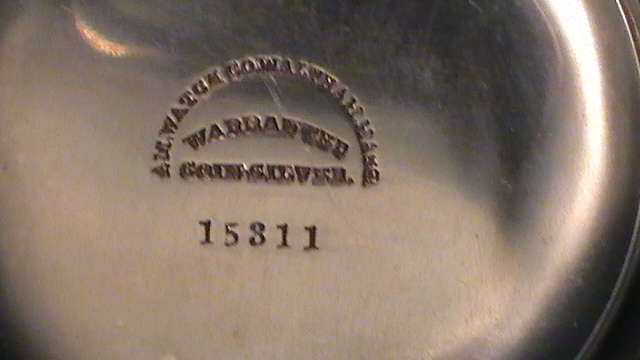 AM. WATCH CO. WALTHAM MASS
WARRANTED
COIN SILVER.
15311